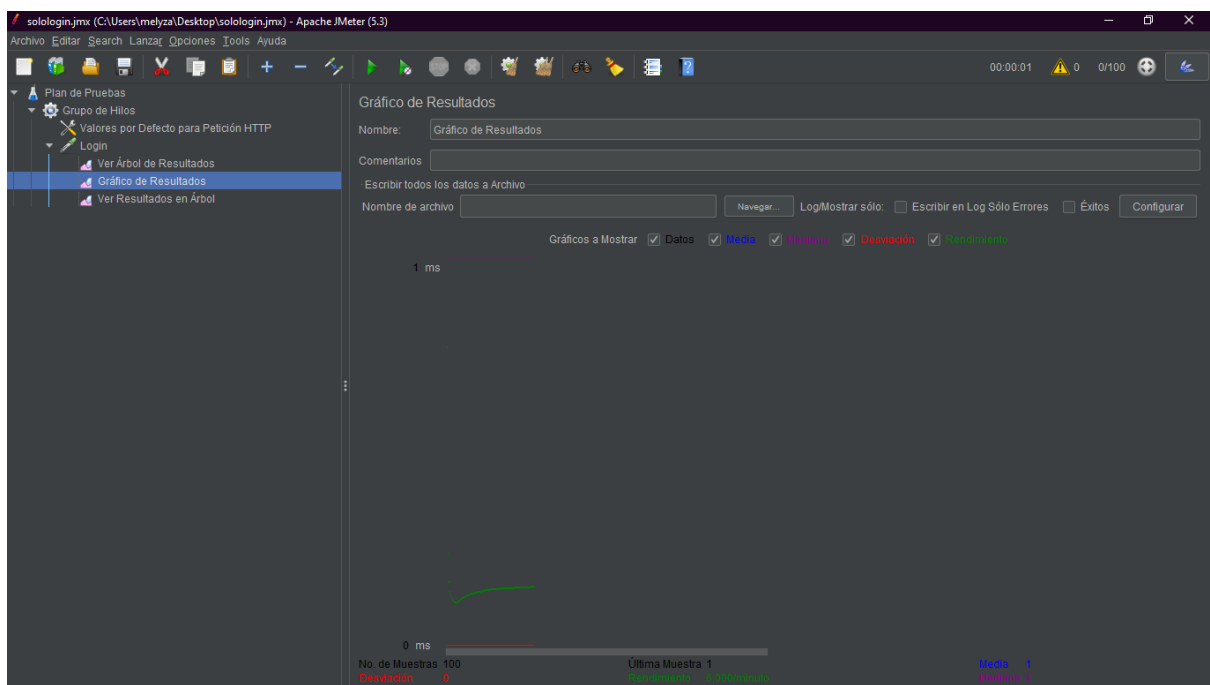 solologin.jmx (C:\Users\melyza\Desktop\solologin.jmx) - Apache JMeter (5.3)
Archivo Editar Search Lanzar Opciones Tools Ayuda
00:00:01 0 0/100
Plan de Pruebas
Grupo de Hilos
Valores por Defecto para Petición HTTP
Login
Ver Árbol de Resultados
Gráfico de Resultados
Ver Resultados en Árbol
Gráfico de Resultados
Nombre: Gráfico de Resultados
Comentarios
Escribir todos los datos a Archivo
Nombre de archivo Navegar... Log/Mostrar sólo: Escribir en Log Sólo Errores Éxitos Configurar
Gráficos a Mostrar Datos Media Mediana Desviación Rendimiento
1 ms
0 ms
No. de Muestras 100 Última Muestra 1 Media 1
Desviación 0 Rendimiento /minuto Mediana